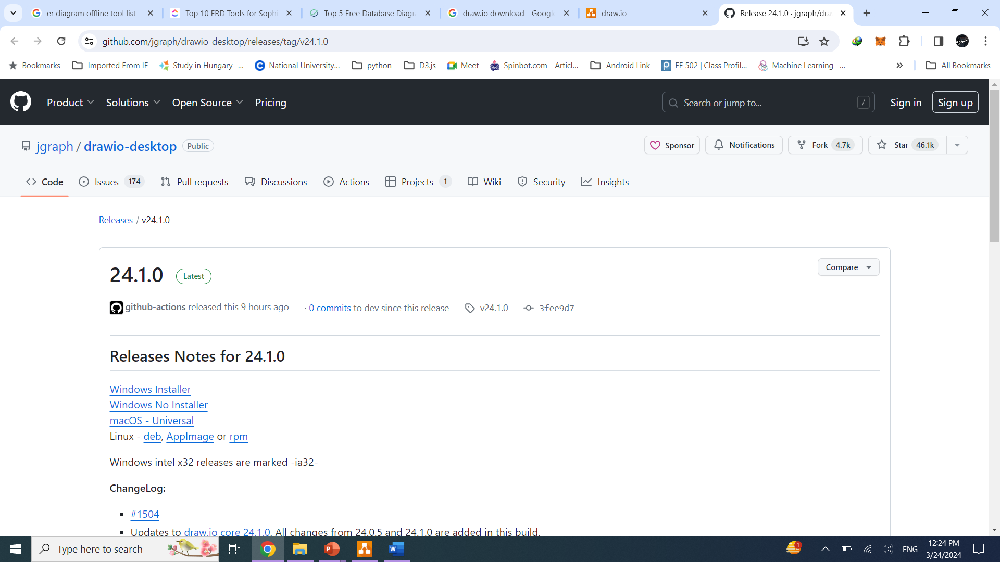 er diagram offline tool list
Top 10 ERD Tools for Soph
Top 5 Free Database Diagra
draw.io download - Google
draw.io
Release 24.1.0 · jgraph/dra
github.com/jgraph/drawio-desktop/releases/tag/v24.1.0
Bookmarks
Imported From IE
Study in Hungary -...
National University...
python
D3.js
Meet
Spinbot.com - Articl...
Android Link
EE 502 | Class Profil...
Machine Learning –...
All Bookmarks
Product
Solutions
Open Source
Pricing
Search or jump to...
/
Sign in
Sign up
jgraph / drawio-desktop
Public
Sponsor
Notifications
Fork 4.7k
Star 46.1k
Code
Issues 174
Pull requests
Discussions
Actions
Projects 1
Wiki
Security
Insights
Releases / v24.1.0
24.1.0
Latest
Compare
github-actions released this 9 hours ago
· 0 commits to dev since this release
v24.1.0
3fee9d7
Releases Notes for 24.1.0
Windows Installer
Windows No Installer
macOS - Universal
Linux - deb, AppImage or rpm
Windows intel x32 releases are marked -ia32-
ChangeLog:
• #1504
• Updates to draw.io core 24.1.0. All changes from 24.0.5 and 24.1.0 are added in this build.
Type here to search
1
ENG
12:24 PM
3/24/2024